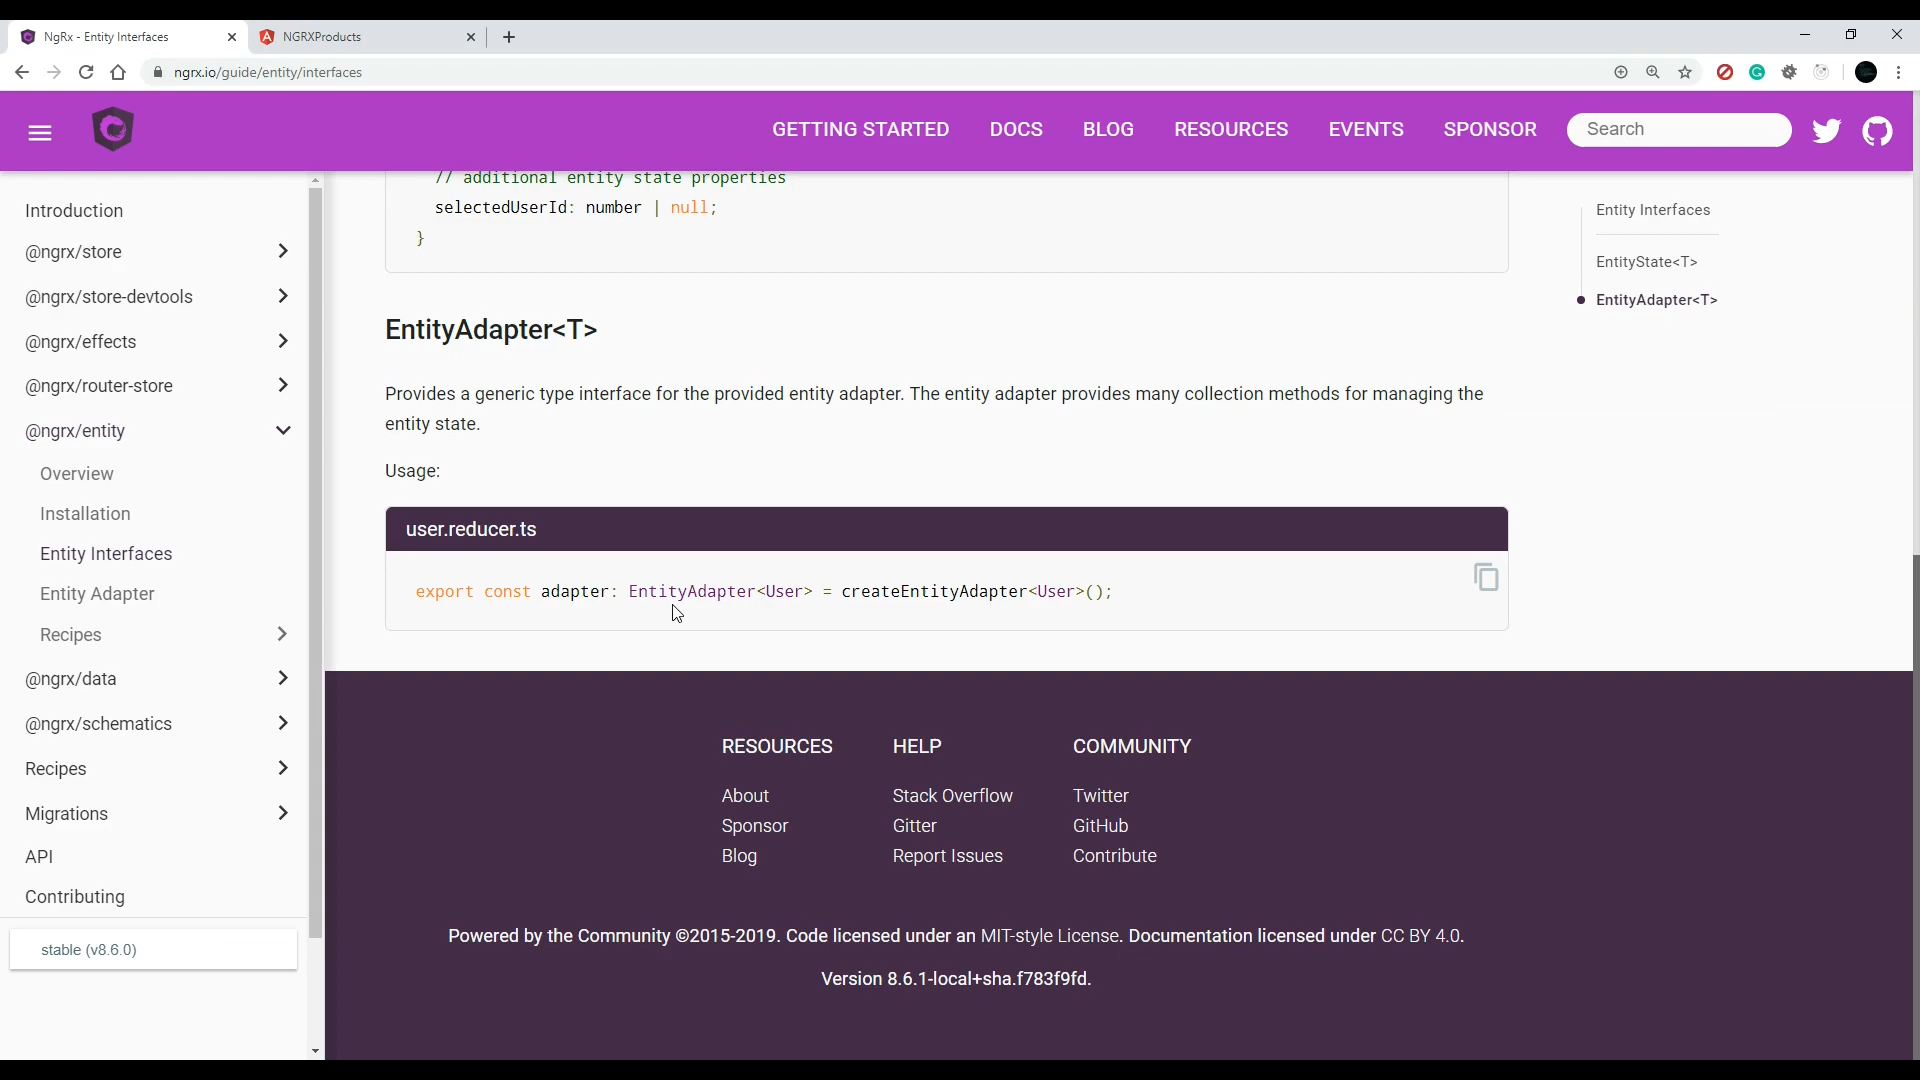 NgRx - Entity Interfaces
NGRXProducts
ngrx.io/guide/entity/interfaces
GETTING STARTED
DOCS
BLOG
RESOURCES
EVENTS
SPONSOR
Search
Introduction
@ngrx/store
@ngrx/store-devtools
@ngrx/effects
@ngrx/router-store
@ngrx/entity
Overview
Installation
Entity Interfaces
Entity Adapter
Recipes
@ngrx/data
@ngrx/schematics
Recipes
Migrations
API
Contributing
stable (v8.6.0)
// additional entity state properties
selectedUserId: number | null;
}
EntityAdapter<T>
Provides a generic type interface for the provided entity adapter. The entity adapter provides many collection methods for managing the
entity state.
Usage:
user.reducer.ts
export const adapter: EntityAdapter<User> = createEntityAdapter<User>();
Entity Interfaces
EntityState<T>
EntityAdapter<T>
RESOURCES
About
Sponsor
Blog
HELP
Stack Overflow
Gitter
Report Issues
COMMUNITY
Twitter
GitHub
Contribute
Powered by the Community ©2015-2019. Code licensed under an MIT-style License. Documentation licensed under CC BY 4.0.
Version 8.6.1-local+sha.f783f9fd.